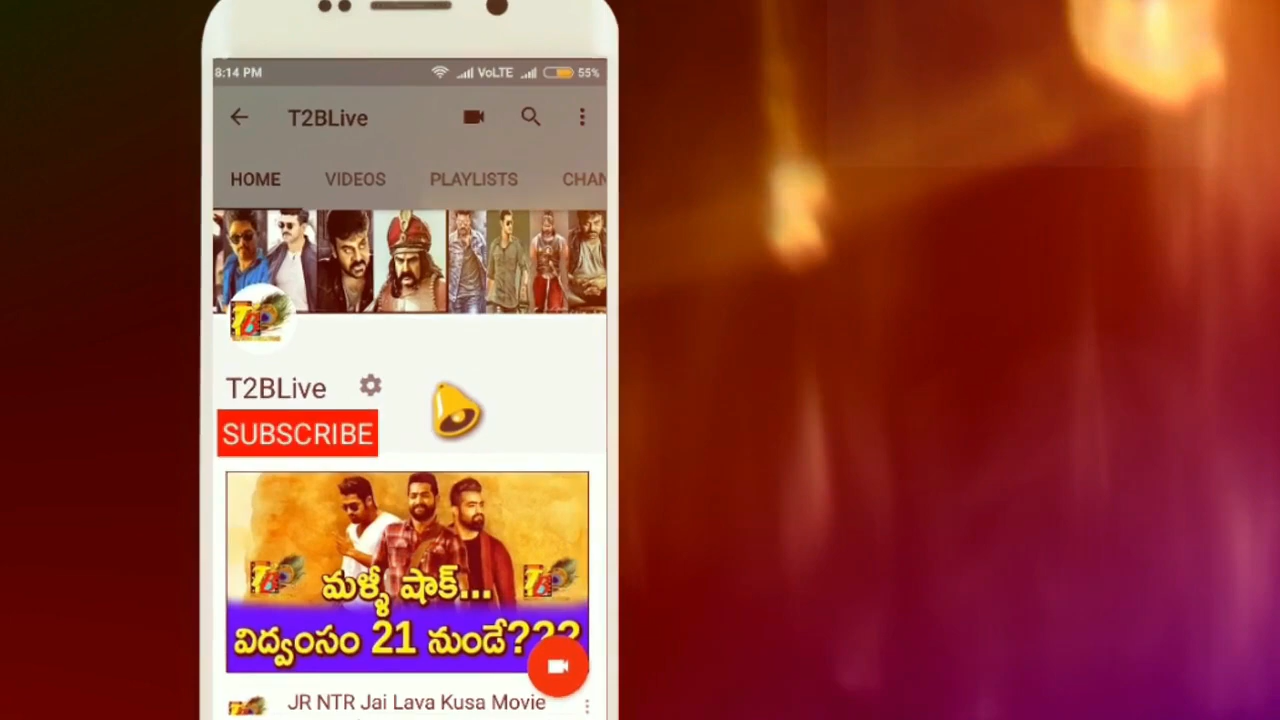 8:14 PM VoLTE 55%
T2BLive
HOME VIDEOS PLAYLISTS CHAN
T2BLive
SUBSCRIBE
మళ్ళీ షాక్...
విద్వంసం 21 నుండే???
JR NTR Jai Lava Kusa Movie